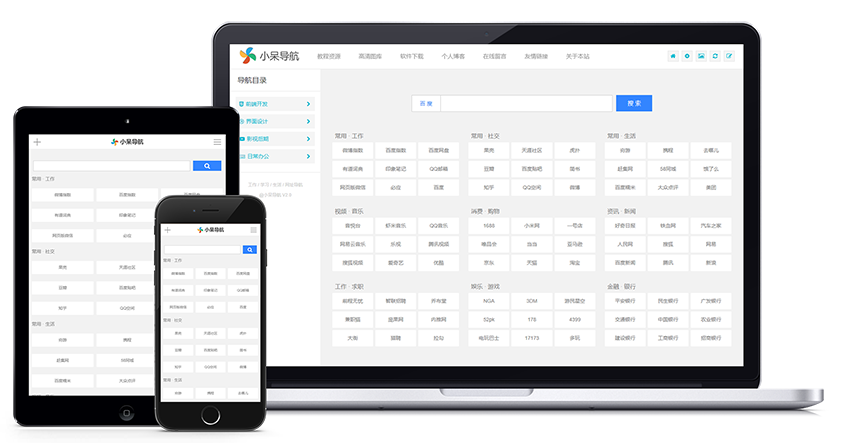 小呆导航 教程资源 高清图库 软件下载 个人博客 在线留言 友情链接 关于本站
导航目录
前端开发
界面设计
影视剪辑
日常办公
百度 搜索
常用 · 工作 常用 · 社交 常用 · 生活
微博指数 百度指数 百度网盘 果壳 天涯社区 虎扑 前旅 携程 去哪儿
有道词典 印象笔记 QQ邮箱 豆瓣 百度贴吧 简书 赶集网 58同城 饿了么
网页版微信 必应 百度 知乎 QQ空间 微博 百度糯米 大众点评 美团
视频 · 音乐 消费 · 购物 资讯 · 新闻
音悦台 虾米音乐 QQ音乐 1688 小米网 一号店 好奇日报 铁血网 汽车之家
网易云音乐 乐视 腾讯视频 唯品会 当当 亚马逊 人民网 搜狐 网易
搜狐视频 爱奇艺 优酷 京东 天猫 淘宝 百度新闻 腾讯 新浪
工作 · 求职 娱乐 · 游戏 金融 · 银行
前程无忧 智联招聘 乔布堂 NGA 3DM 游民星空 平安银行 民生银行 广发银行
兼职猫 应届网 内推网 52pk 178 4399 交通银行 中国银行 农业银行
大街 猎聘 拉勾 电玩巴士 17173 多玩 建设银行 工商银行 招商银行
小呆导航
常用 · 工作
微博指数 百度指数
有道词典 印象笔记
网页版微信 必应
常用 · 社交
果壳 天涯社区
豆瓣 百度贴吧
知乎 QQ空间
常用 · 生活
携程
赶集网 58同城
百度糯米 大众点评
小呆导航
常用 · 工作
微博指数 百度指数 百度网盘
有道词典 印象笔记 QQ邮箱
网页版微信 必应 百度
常用 · 社交
果壳 天涯社区 虎扑
豆瓣 百度贴吧 简书
知乎 QQ空间 微博
常用 · 生活
携程 去哪儿